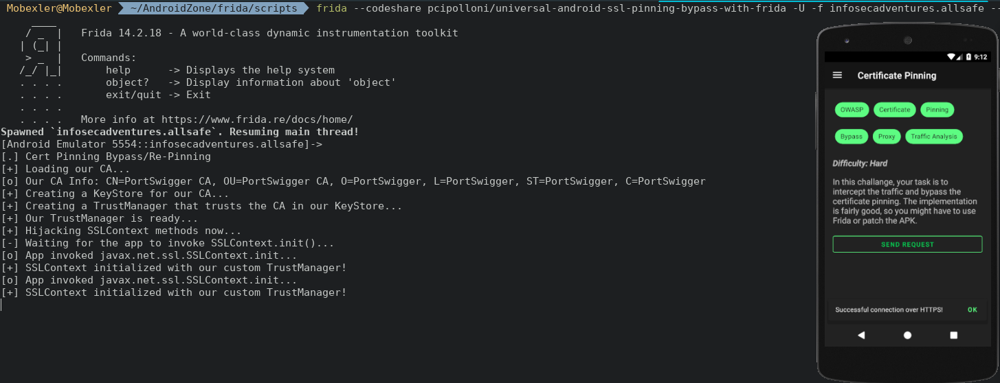 Mobexler@Mobexler ~/AndroidZone/frida/scripts frida --codeshare pcipolloni/universal-android-ssl-pinning-bypass-with-frida -U -f infosecadventures.allsafe --
     ____
    / _  |   Frida 14.2.18 - A world-class dynamic instrumentation toolkit
   | (_| |
    > _  |   Commands:
   /_/ |_|       help      -> Displays the help system
   . . . .       object?   -> Display information about 'object'
   . . . .       exit/quit -> Exit
   . . . .
   . . . .   More info at https://www.frida.re/docs/home/
Spawned `infosecadventures.allsafe`. Resuming main thread!
[Android Emulator 5554::infosecadventures.allsafe]->
[.] Cert Pinning Bypass/Re-Pinning
[+] Loading our CA...
[o] Our CA Info: CN=PortSwigger CA, OU=PortSwigger CA, O=PortSwigger, L=PortSwigger, ST=PortSwigger, C=PortSwigger
[+] Creating a KeyStore for our CA...
[+] Creating a TrustManager that trusts the CA in our KeyStore...
[+] Our TrustManager is ready...
[+] Hijacking SSLContext methods now...
[-] Waiting for the app to invoke SSLContext.init()...
[o] App invoked javax.net.ssl.SSLContext.init...
[+] SSLContext initialized with our custom TrustManager!
[o] App invoked javax.net.ssl.SSLContext.init...
[+] SSLContext initialized with our custom TrustManager!
9:12
Certificate Pinning
OWASP Certificate Pinning
Bypass Proxy Traffic Analysis
Difficulty: Hard
In this challange, your task is to
intercept the traffic and bypass the
certificate pinning. The implementation
is fairly good, so you might have to use
Frida or patch the APK.
SEND REQUEST
Successful connection over HTTPS! OK